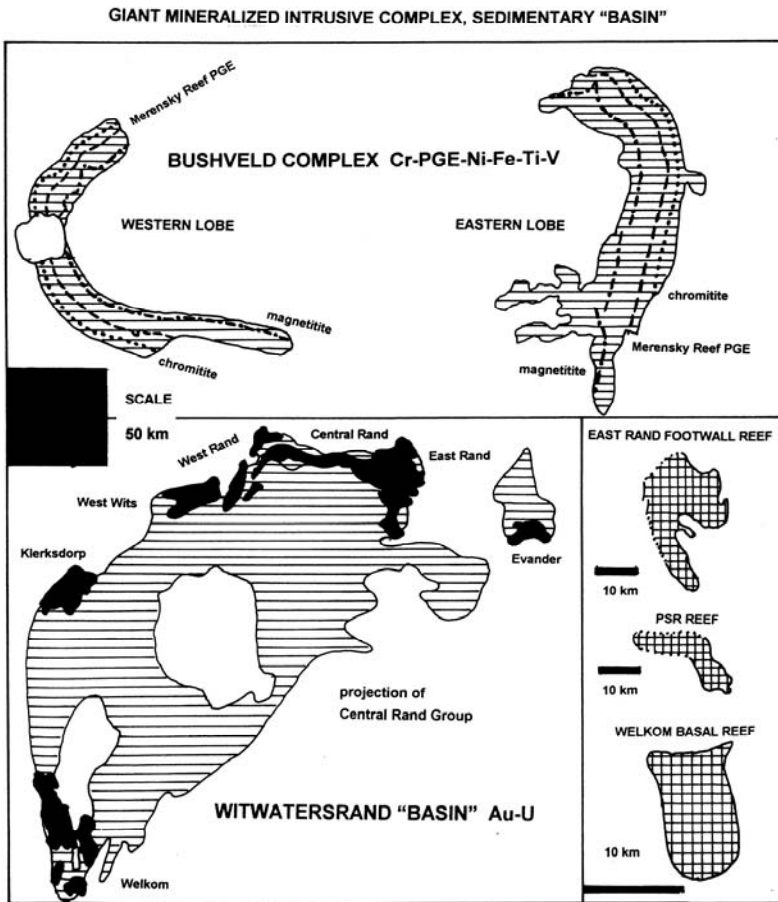 GIANT MINERALIZED INTRUSIVE COMPLEX, SEDIMENTARY “BASIN”
Merensky Reef PGE
BUSHVELD COMPLEX Cr-PGE-Ni-Fe-Ti-V
WESTERN LOBE
EASTERN LOBE
magnetitite
chromitite
chromitite
Merensky Reef PGE
magnetitite
SCALE
50 km
West Rand
Central Rand
East Rand
West Wits
Klerksdorp
Evander
projection of
Central Rand Group
WITWATERSRAND “BASIN” Au-U
Welkom
EAST RAND FOOTWALL REEF
10 km
PSR REEF
10 km
WELKOM BASAL REEF
10 km